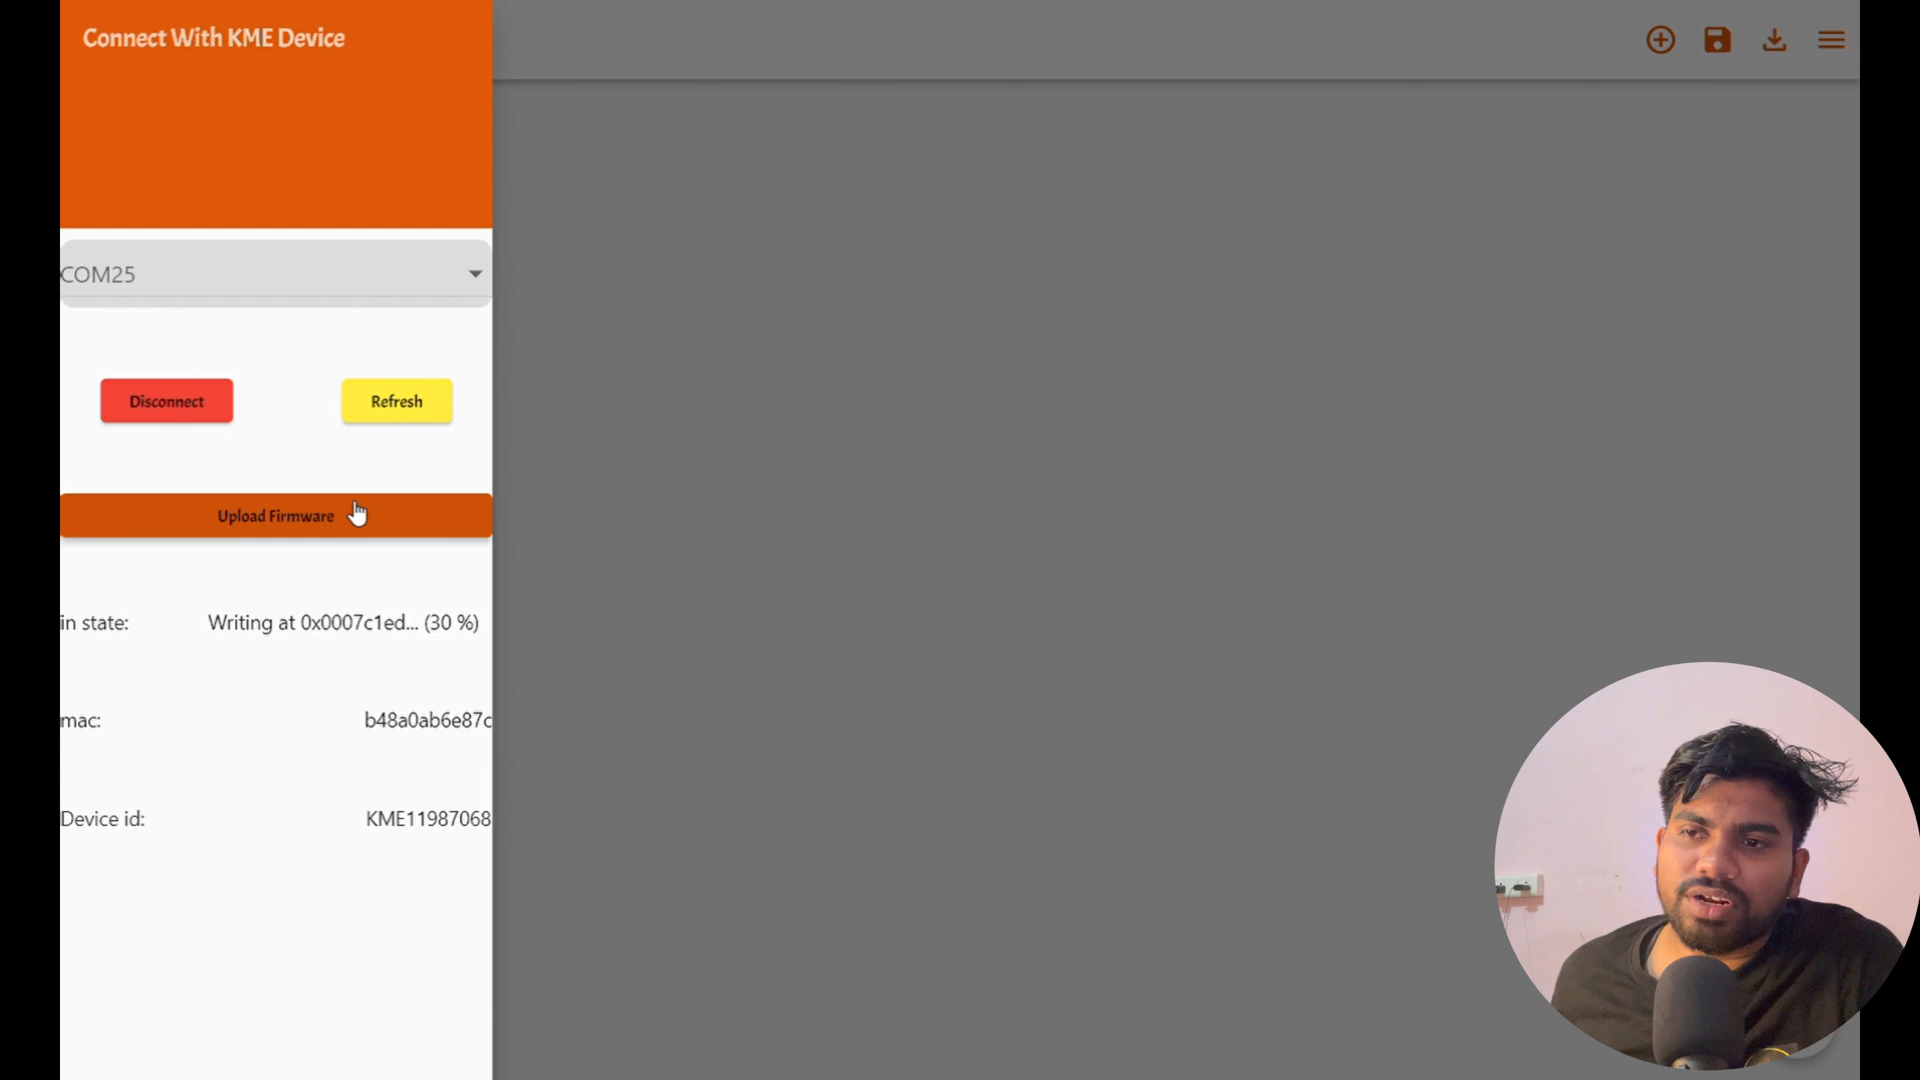 Connect With KME Device
COM25
Disconnect
Refresh
Upload Firmware
in state: Writing at 0x0007c1ed... (30 %)
mac: b48a0ab6e87c
Device id: KME11987068